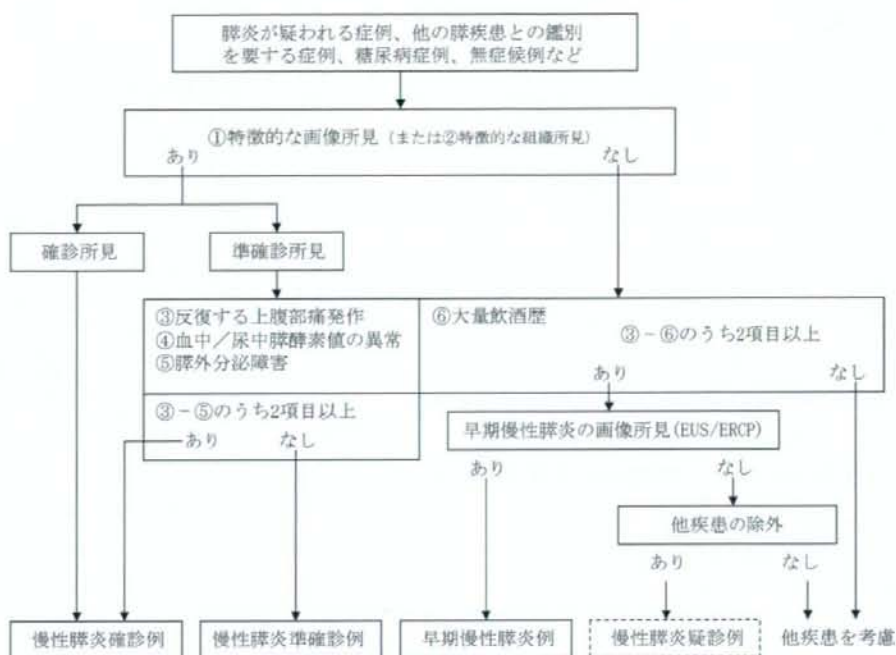 膵炎が疑われる症例、他の膵疾患との鑑別
を要する症例、糖尿病症例、無症候例など
①特徴的な画像所見（または②特徴的な組織所見）
あり
なし
確診所見
準確診所見
③反復する上腹部痛発作
④血中／尿中膵酵素値の異常
⑤膵外分泌障害
⑥大量飲酒歴
③－⑥のうち2項目以上
あり
なし
③－⑤のうち2項目以上
あり
なし
早期慢性膵炎の画像所見(EUS/ERCP)
あり
なし
他疾患の除外
あり
なし
慢性膵炎確診例
慢性膵炎準確診例
早期慢性膵炎例
慢性膵炎疑診例
他疾患を考慮